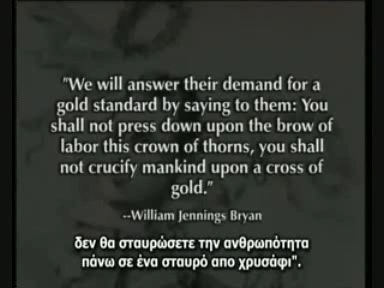 "We will answer their demand for a
gold standard by saying to them: You
shall not press down upon the brow of
labor this crown of thorns, you shall
not crucify mankind upon a cross of
gold."
--William Jennings Bryan
δεν θα σταυρώσετε την ανθρωπότητα
πάνω σε ένα σταυρό απο χρυσάφι".